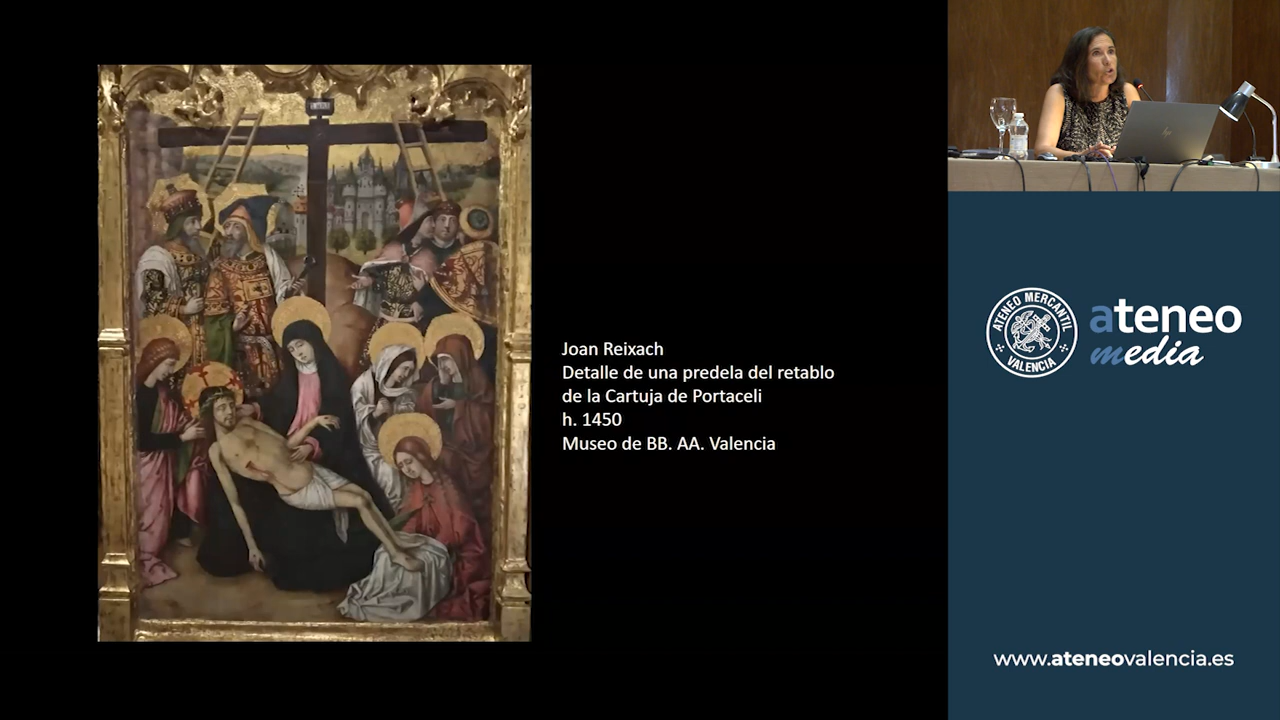 Joan Reixach
Detalle de una predela del retablo
de la Cartuja de Portaceli
h. 1450
Museo de BB. AA. Valencia
ATENEO MERCANTIL
VALENCIA
ateneo
media
www.ateneovalencia.es